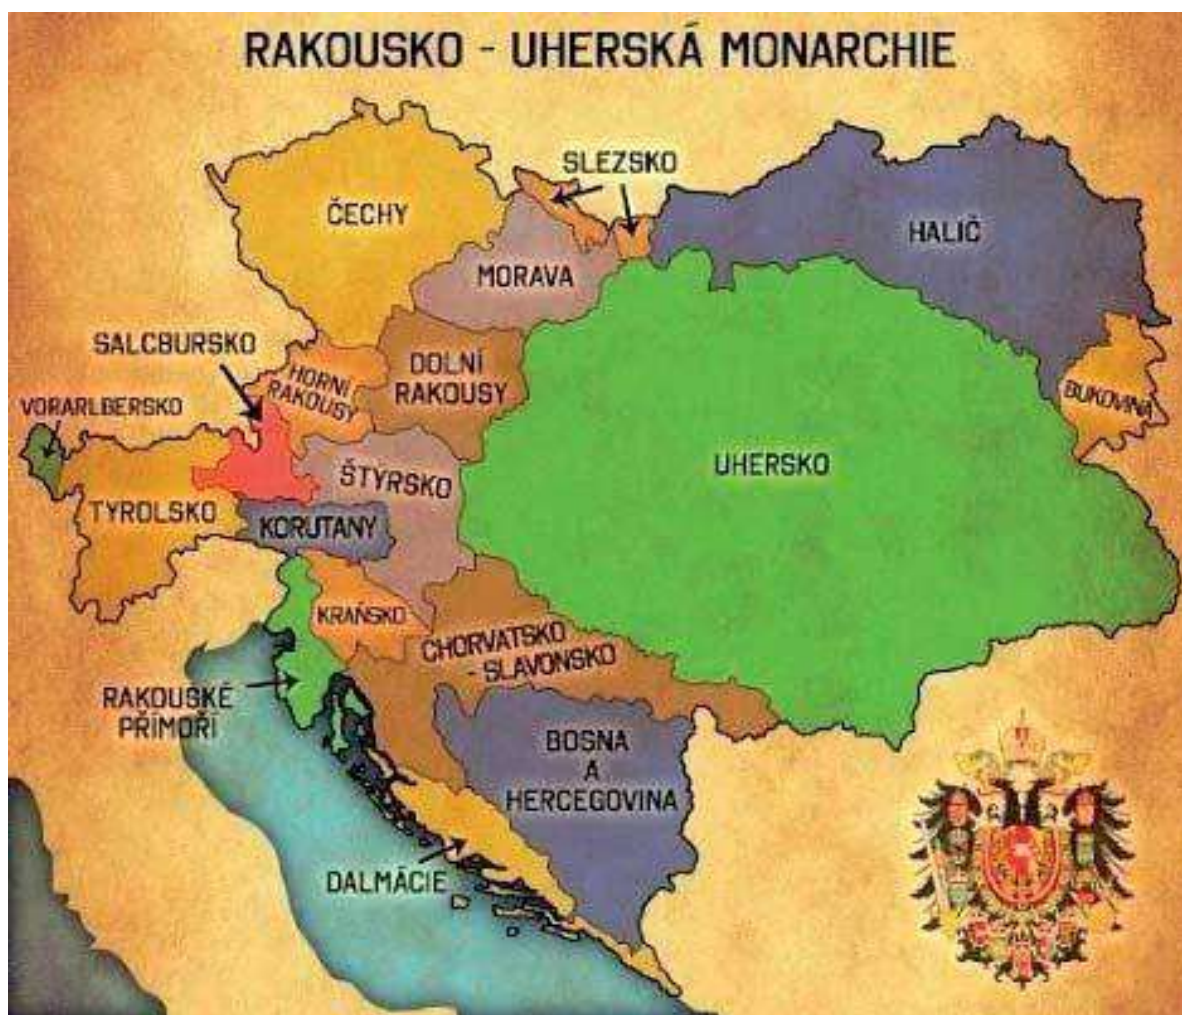 RAKOUSKO - UHERSKÁ MONARCHIE
SLEZSKO
ČECHY
HALIČ
MORAVA
SALCBURSKO
HORNÍ
RAKOUSY
DOLNÍ
RAKOUSY
VORARLBERSKO
BUKOVINA
UHERSKO
ŠTYRSKO
TYROLSKO
KORUTANY
KRAŇSKO
CHORVATSKO
- SLAVONSKO
RAKOUSKÉ
PŘÍMOŘÍ
BOSNA
A
HERCEGOVINA
DALMÁCIE